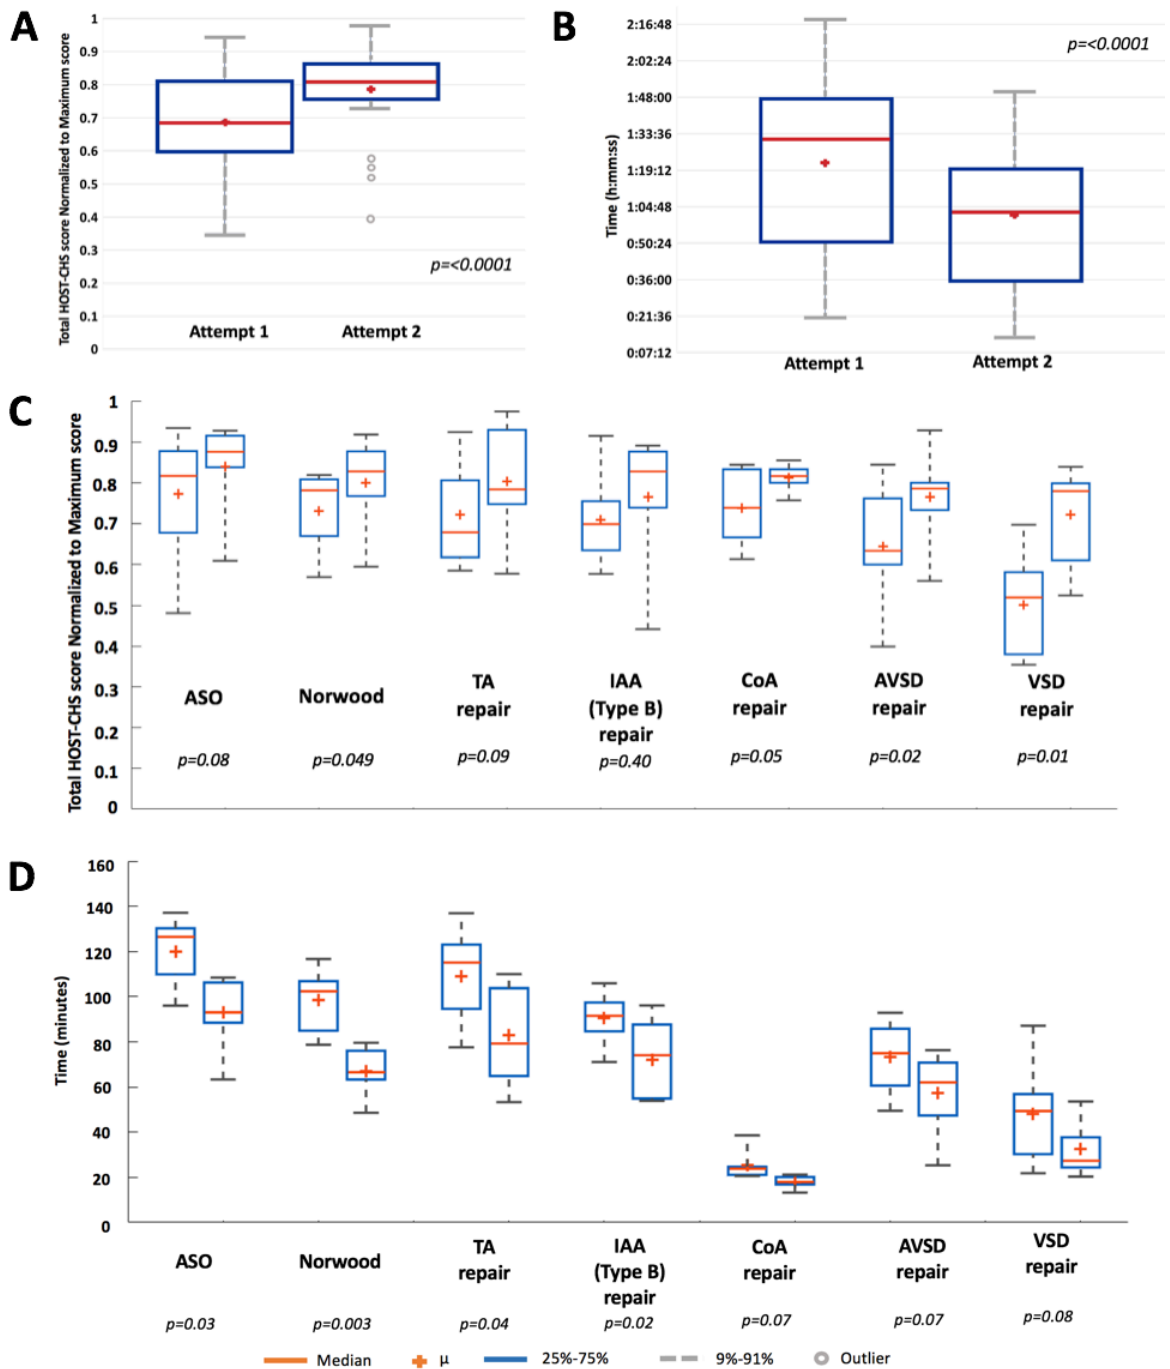 A
Total HOST-CHS score Normalized to Maximum score
1
0.9
0.8
0.7
0.6
0.5
0.4
0.3
0.2
0.1
0
p=<0.0001
Attempt 1
Attempt 2
B
Time (h:mm:ss)
2:16:48
2:02:24
1:48:00
1:33:36
1:19:12
1:04:48
0:50:24
0:36:00
0:21:36
0:07:12
p=<0.0001
Attempt 1
Attempt 2
C
Total HOST-CHS score Normalized to Maximum score
1
0.9
0.8
0.7
0.6
0.5
0.4
0.3
0.2
0.1
0
ASO
p=0.08
Norwood
p=0.049
TA
repair
p=0.09
IAA
(Type B)
repair
p=0.40
CoA
repair
p=0.05
AVSD
repair
p=0.02
VSD
repair
p=0.01
D
Time (minutes)
160
140
120
100
80
60
40
20
0
ASO
p=0.03
Norwood
p=0.003
TA
repair
p=0.04
IAA
(Type B)
repair
p=0.02
CoA
repair
p=0.07
AVSD
repair
p=0.07
VSD
repair
p=0.08
Median
μ
25%-75%
9%-91%
Outlier